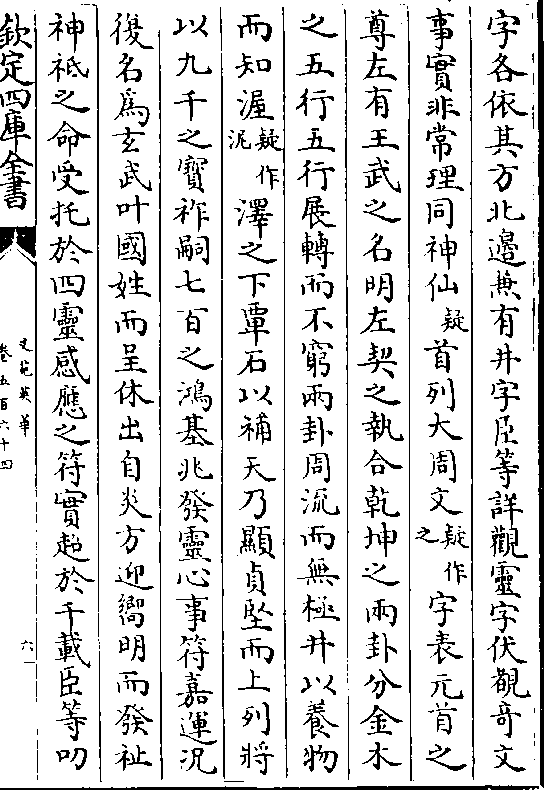 字各依其方北邊無有井字臣等詳觀靈字伏覩竒文
事實非常理同神仙疑首列大周文疑作之字表元首之
尊左有王武之名明左契之執合乾坤之兩卦分金木
之五行五行展轉而不窮兩卦周流而無極井以養物
而知渥疑作泥澤之下覃石以補天乃顯貞堅而上列將
以九千之寳祚嗣七百之鴻基兆發靈心事符嘉運況
復名為玄武叶國姓而呈休出自炎方迎嚮明而發祉
神祗之命受托於四靈感應之符實超於千載臣等叨
欽定四庫全書
文苑英華
卷五百六十四
六